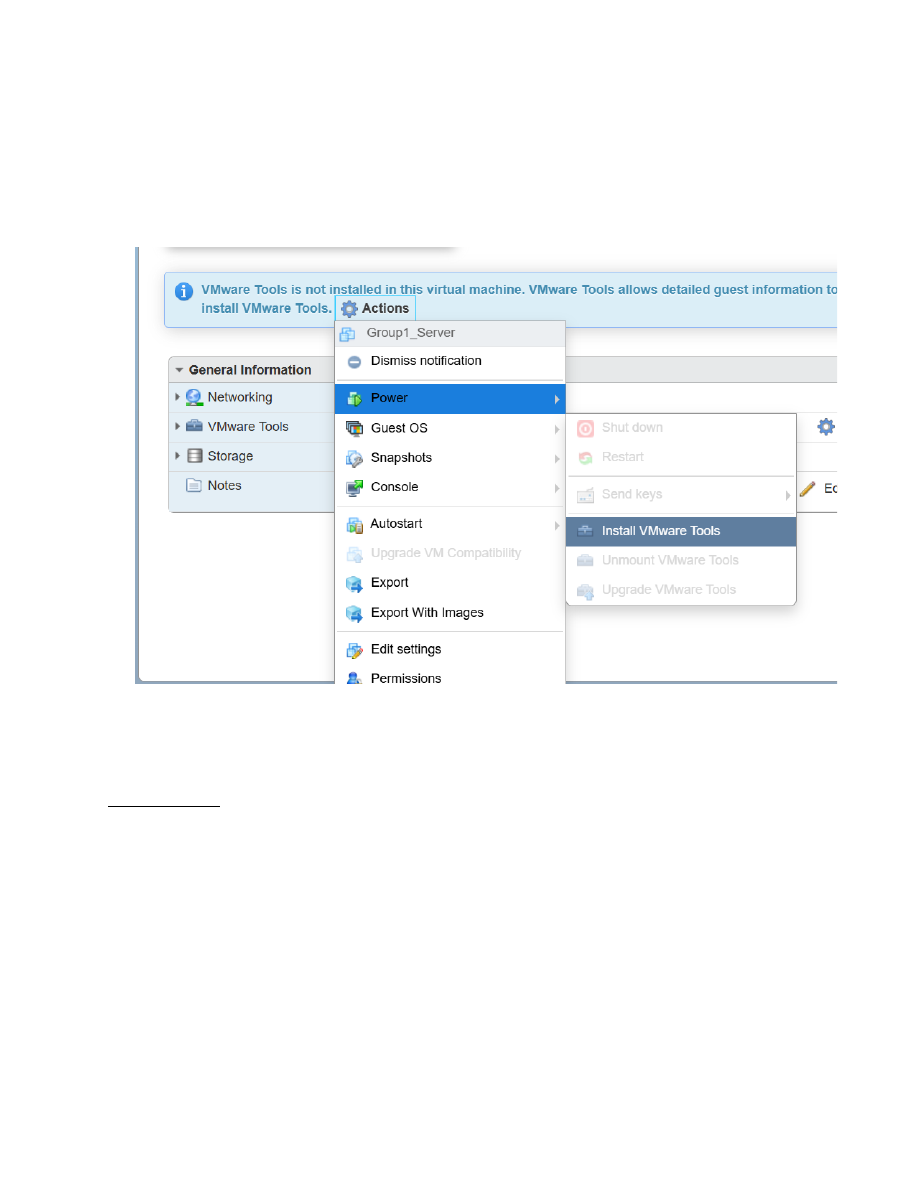 VMware Tools is not installed in this virtual machine. VMware Tools allows detailed guest information to
install VMware Tools. Actions
Group1_Server
Dismiss notification
General Information
Power
Networking
VMware Tools
Storage
Notes
Guest OS
Snapshots
Console
Autostart
Upgrade VM Compatibility
Export
Export With Images
Edit settings
Permissions
Shut down
Restart
Send keys
Install VMware Tools
Unmount VMware Tools
Upgrade VMware Tools